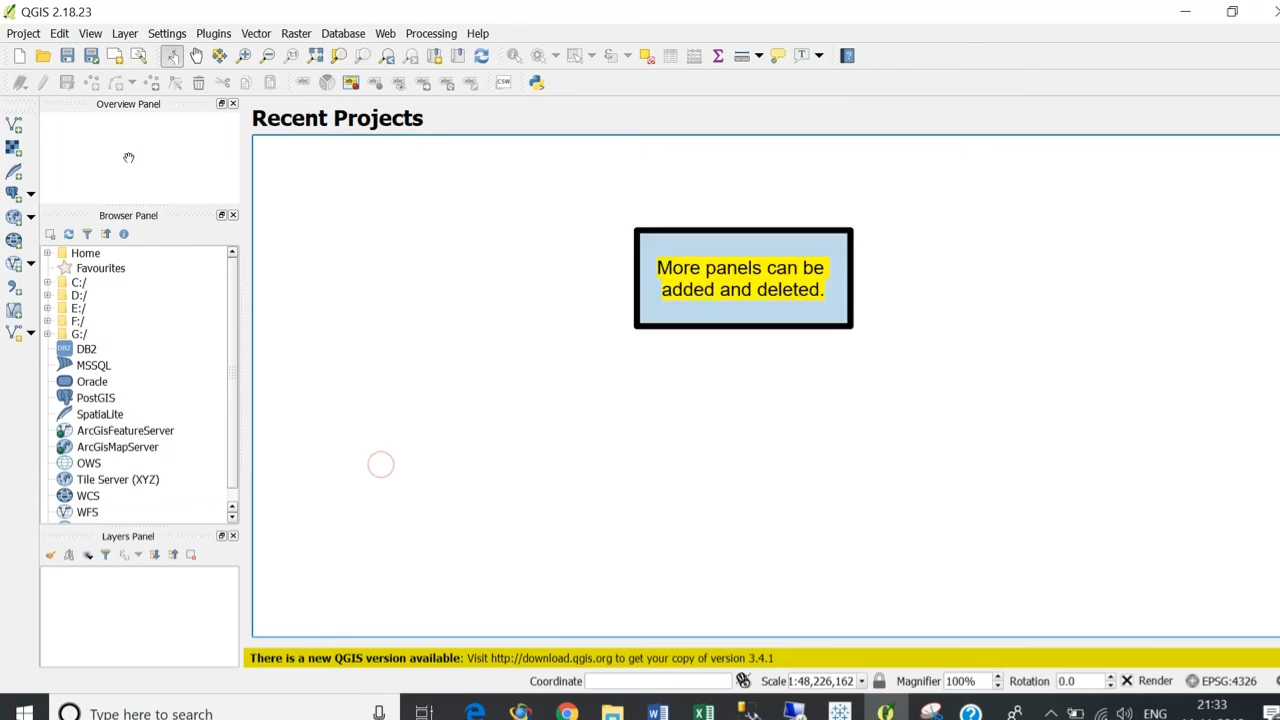 QGIS 2.18.23
Project Edit View Layer Settings Plugins Vector Raster Database Web Processing Help
CSW
Overview Panel
Recent Projects
More panels can be
added and deleted.
Browser Panel
Home
Favourites
C:/
D:/
E:/
F:/
G:/
DB2
MSSQL
Oracle
PostGIS
SpatiaLite
ArcGisFeatureServer
ArcGisMapServer
OWS
Tile Server (XYZ)
WCS
WFS
Layers Panel
There is a new QGIS version available: Visit http://download.qgis.org to get your copy of version 3.4.1
Coordinate Scale 1:48,226,162 Magnifier 100% Rotation 0.0 Render EPSG:4326
Type here to search
ENG
21:33